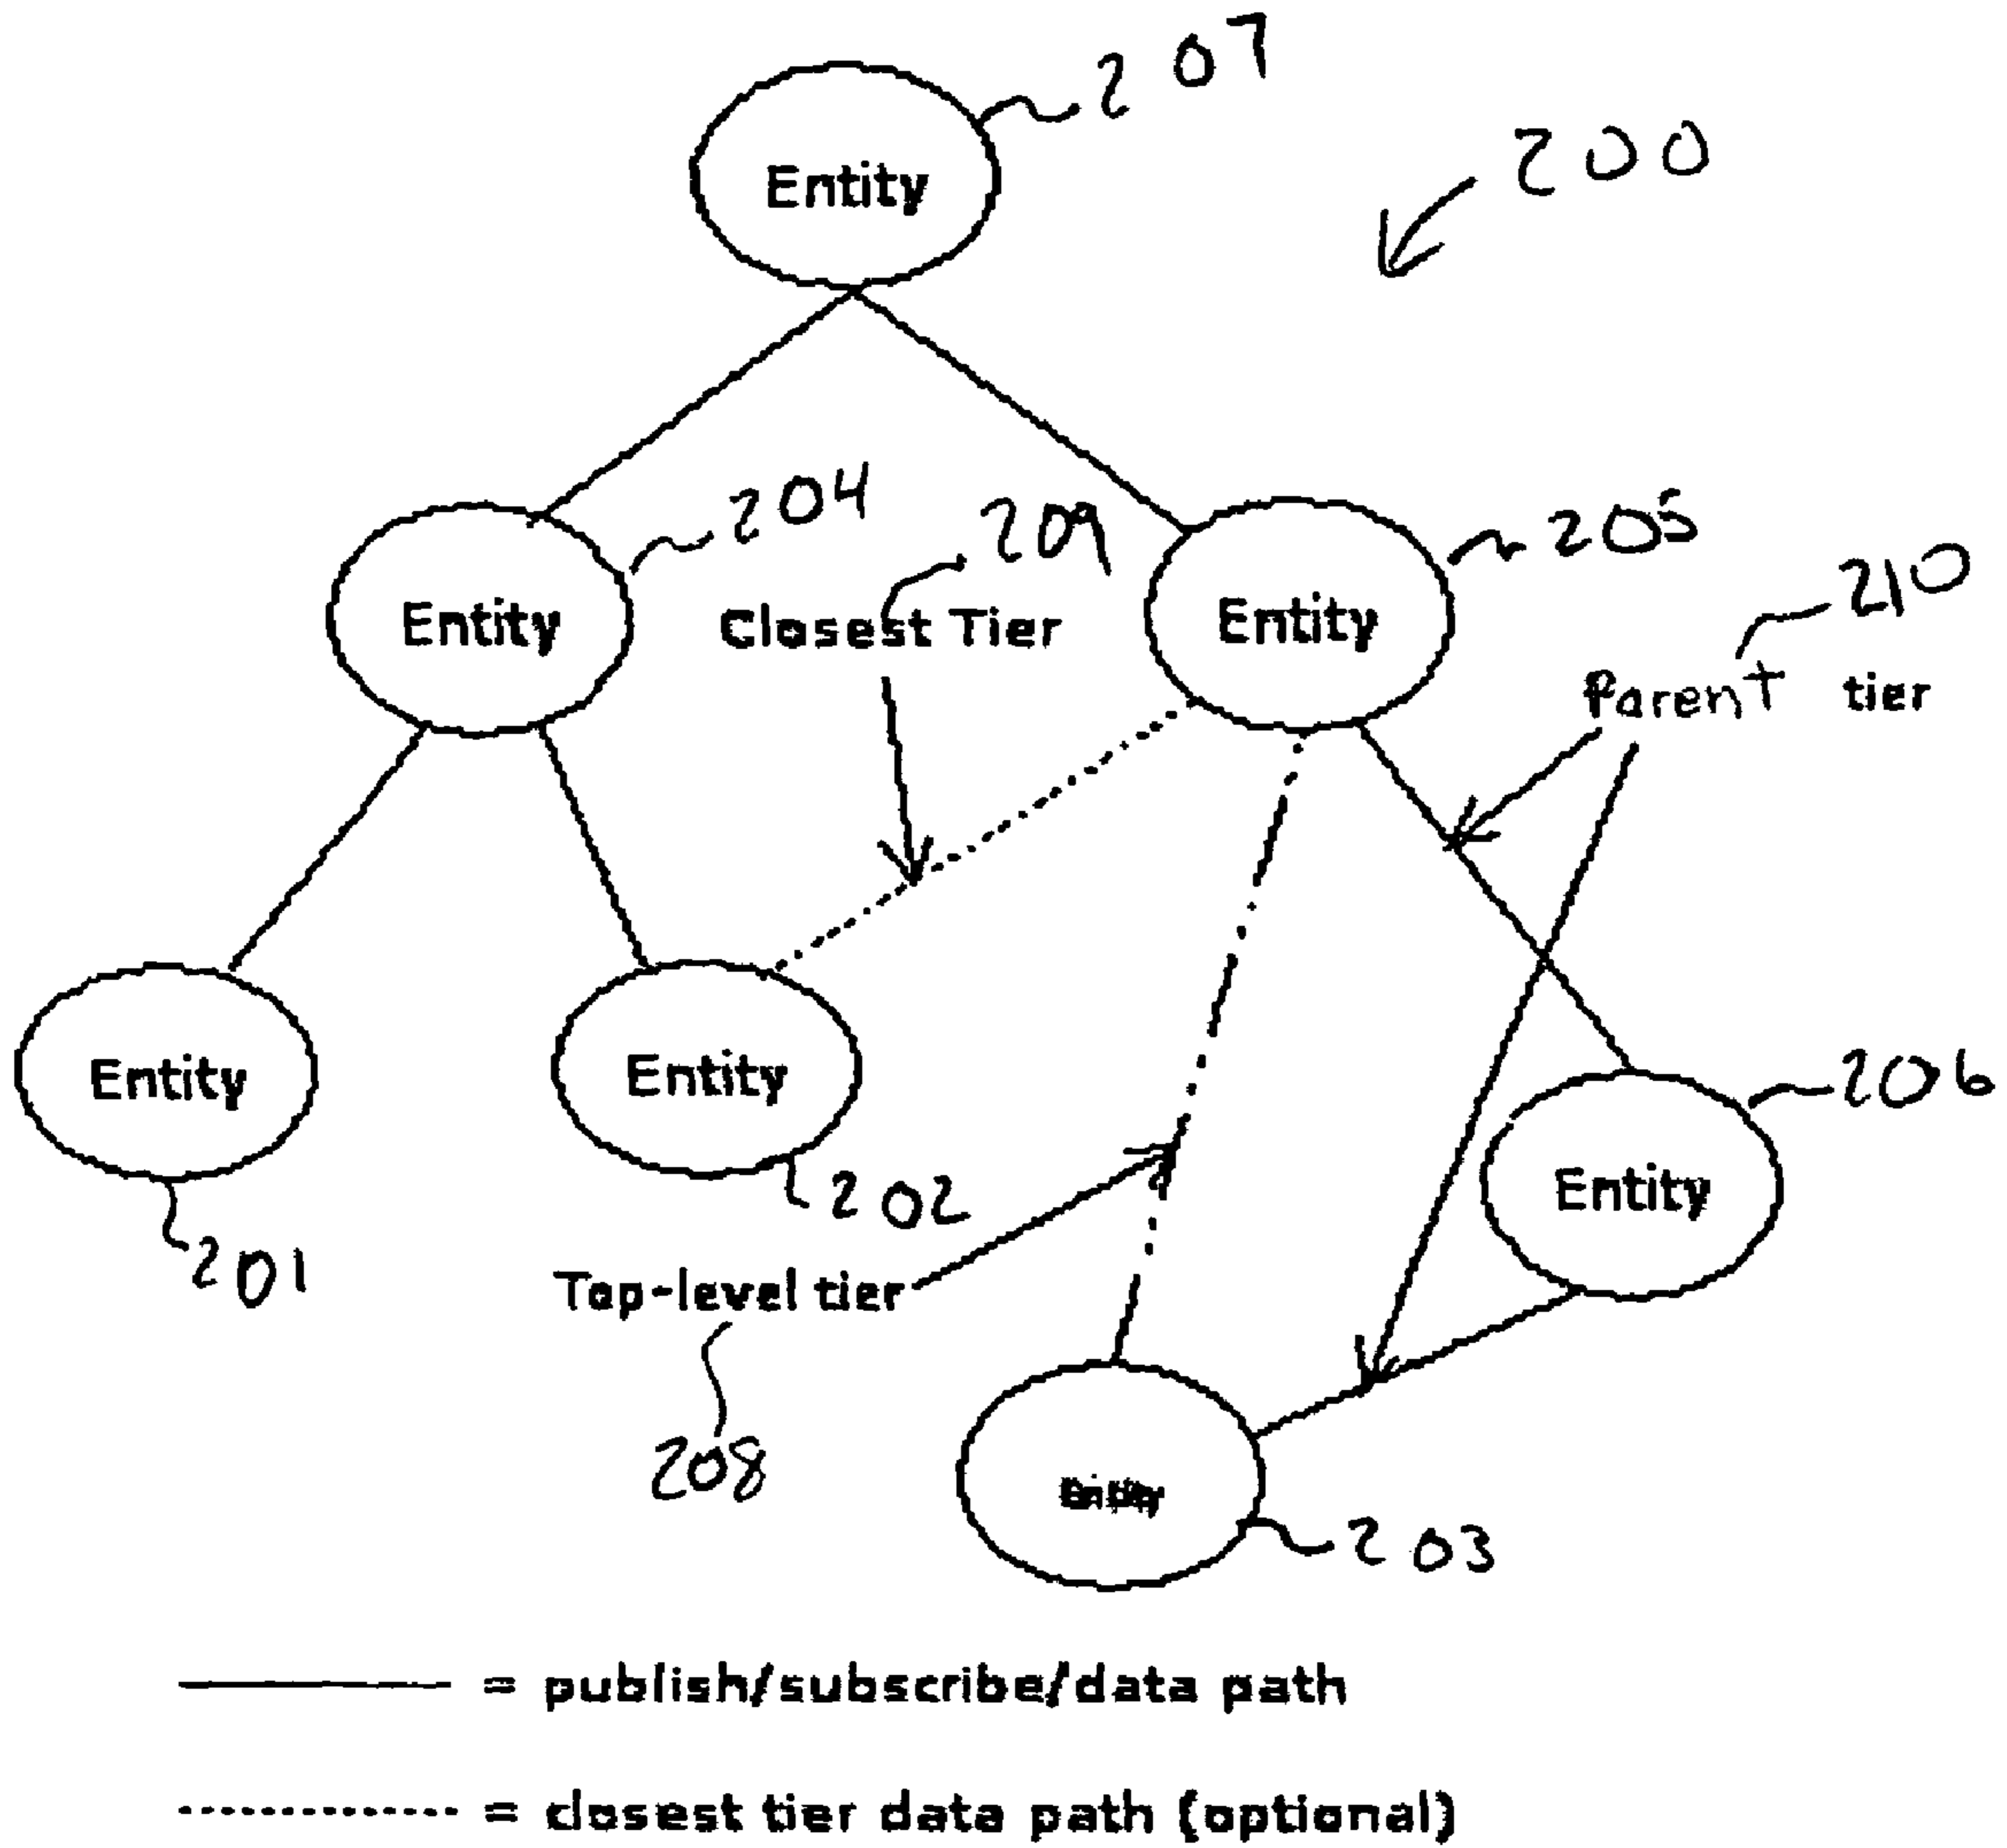 207
Entity
200
204
209
205
210
Entity
Closest Tier
Entity
Parent tier
Entity
Entity
206
Entity
202
201
Top-level tier
208
203
= publish/subscribe/data path
= closest tier data path (optional)